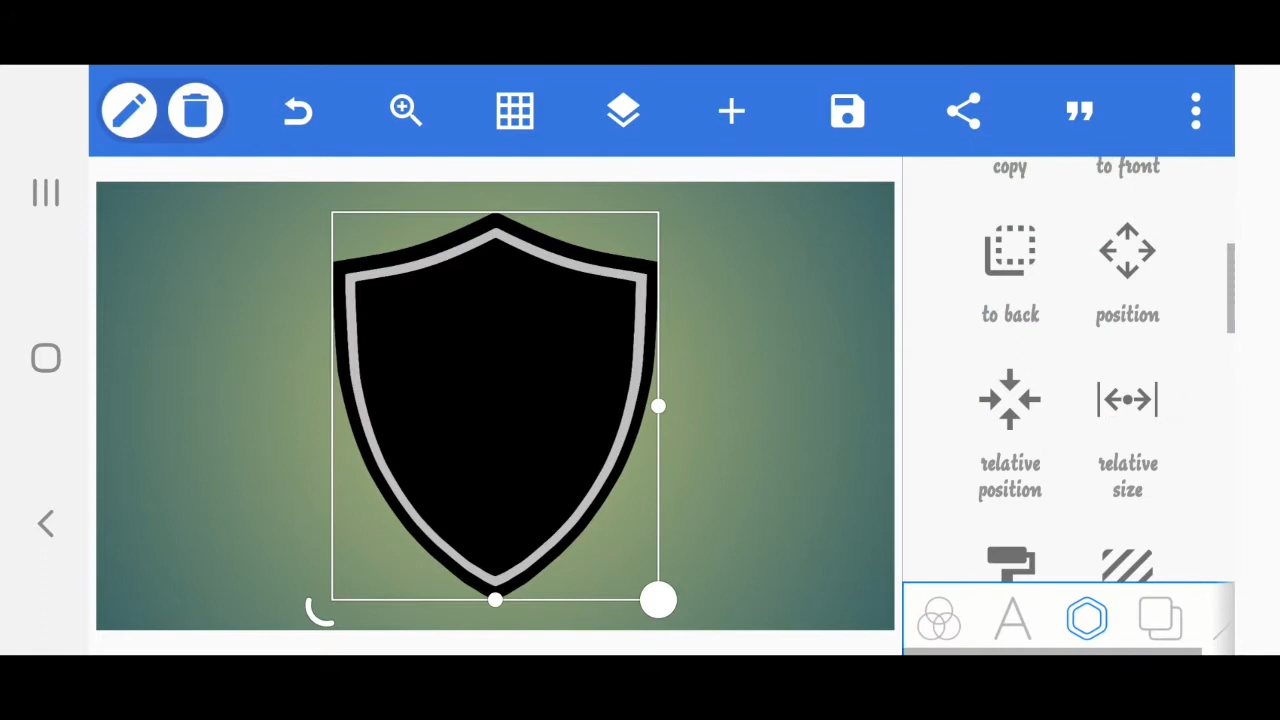 copy to front
to back position
relative position
relative size